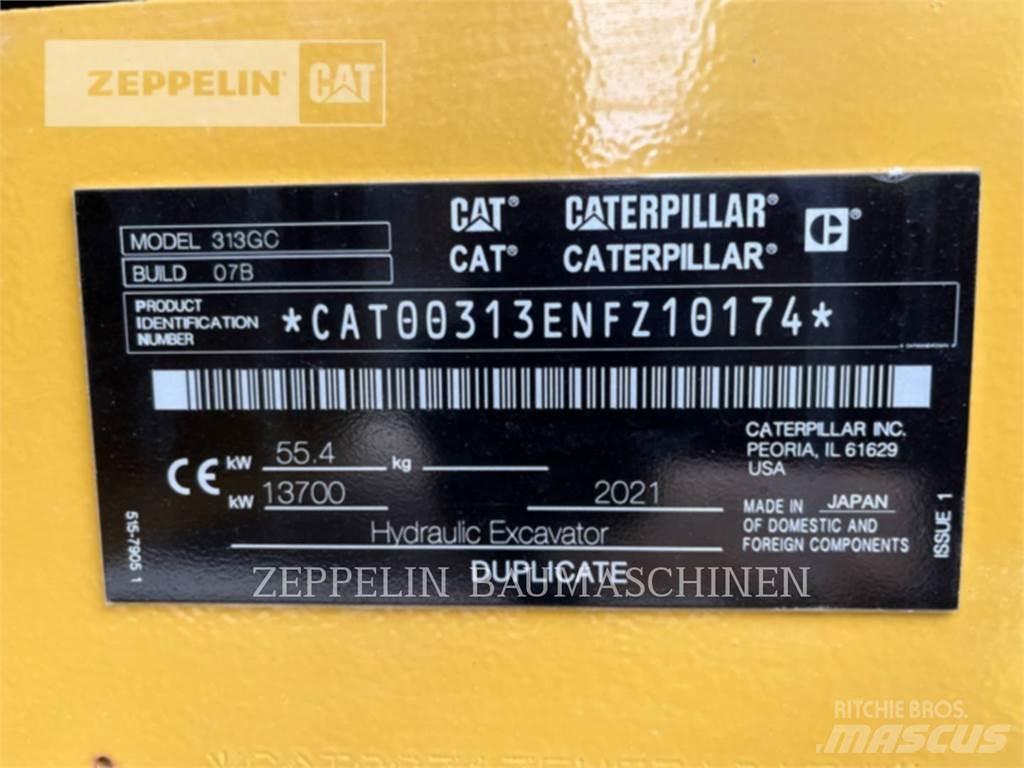 ZEPPELIN CAT
CAT® CATERPILLAR®
CAT® CATERPILLAR®
MODEL 313GC
BUILD 07B
PRODUCT
IDENTIFICATION
NUMBER
*CAT00313ENFZ10174*
CATERPILLAR INC.
PEORIA, IL 61629
USA
CE kW 55.4 kg
kW 13700 2021
MADE IN JAPAN
OF DOMESTIC AND
FOREIGN COMPONENTS
Hydraulic Excavator
DUPLICATE
515-7905 1
ISSUE 1
ZEPPELIN BAUMASCHINEN
RITCHIE BROS.
MASCUS